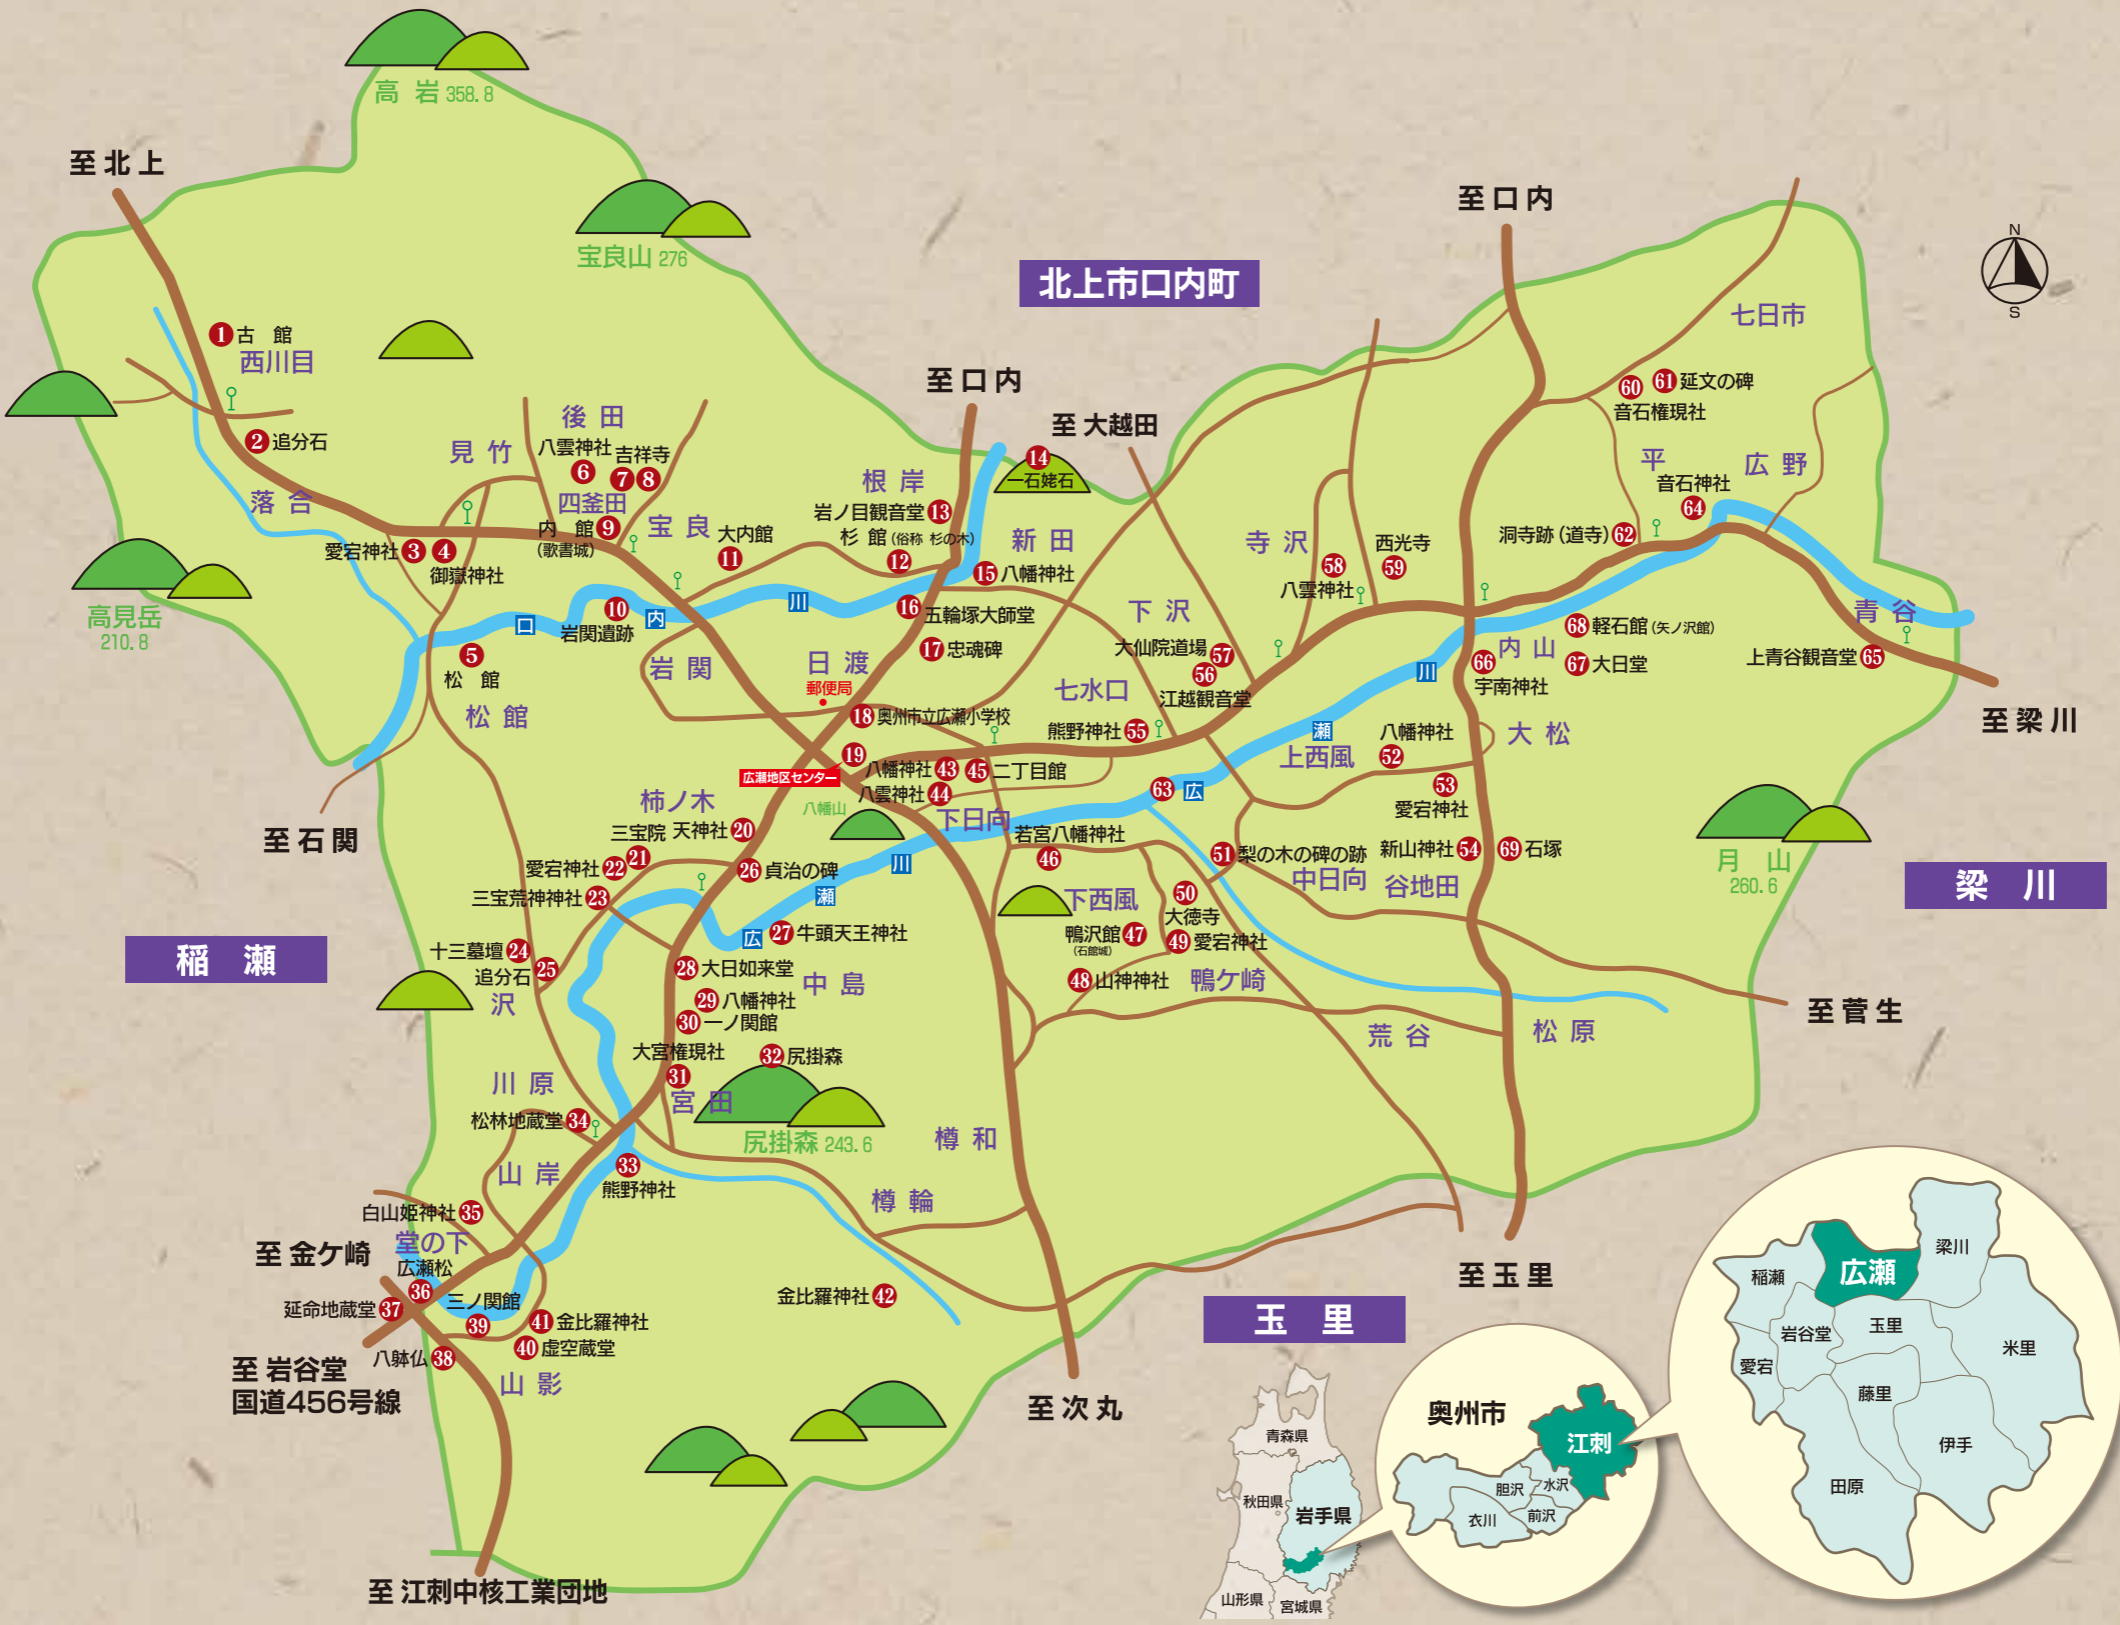 高岩 358.8
至 北上
宝良山 276
至 口内
N
S
北上市口内町
七日市
1 古 館
西川目
至 口内
60
61 延文の碑
音石権現社
2 追分石
後田
見竹
八雲神社
6
吉祥寺
7 8
至 大越田
14
一石姥石
根岸
平
広野
音石神社
64
落合
四釜田
内 館 9
(歌書城)
宝良
大内館
11
岩ノ目観音堂 13
杉 館 (俗称 杉の木)
12
新田
寺沢
西光寺
59
洞寺跡 (道寺) 62
愛宕神社 3 4
御嶽神社
15 八幡神社
58
八雲神社
高見岳
210.8
口
10
岩関遺跡
内
川
16 五輪塚大師堂
下沢
青谷
68 軽石館 (矢ノ沢館)
5
松 館
岩関
日渡
17 忠魂碑
大仙院道場 57
56
江越観音堂
川
内山
66
宇南神社
67 大日堂
上青谷観音堂 65
松館
郵便局
18 奥州市立広瀬小学校
七水口
熊野神社 55
瀬
上西風
八幡神社
52
大松
至 梁川
19
広瀬地区センター
八幡神社 43
45 二丁目館
八雲神社 44
63
広
53
愛宕神社
柿ノ木
八幡山
下日向
至 石関
三宝院
21
天神社 20
若宮八幡神社
46
51 梨の木の碑の跡
中日向
新山神社 54
69 石塚
谷地田
月山
260.6
梁 川
愛宕神社 22
26 貞治の碑
川
瀬
三宝荒神神社 23
下西風
50
大徳寺
広
27 牛頭天王神社
鴨沢館 47
(石館城)
49 愛宕神社
稲 瀬
十三墓壇 24
追分石 25
28 大日如来堂
中島
48 山神神社
鴨ケ崎
沢
29 八幡神社
30 一ノ関館
荒谷
松原
至 菅生
大宮権現社
31
32 尻掛森
川原
宮田
松林地蔵堂 34
尻掛森 243.6
樽和
山岸
33
熊野神社
樽輪
白山姫神社 35
堂の下
至 金ケ崎
広瀬松
36
延命地蔵堂 37
三ノ関館
39
41 金比羅神社
40 虚空蔵堂
金比羅神社 42
至 玉里
玉 里
至 岩谷堂
国道456号線
八躰仏 38
山影
至 次丸
至 江刺中核工業団地
青森県
秋田県
岩手県
山形県
宮城県
奥州市
江刺
胆沢
水沢
衣川
前沢
梁川
稲瀬
広瀬
岩谷堂
玉里
愛宕
米里
藤里
伊手
田原